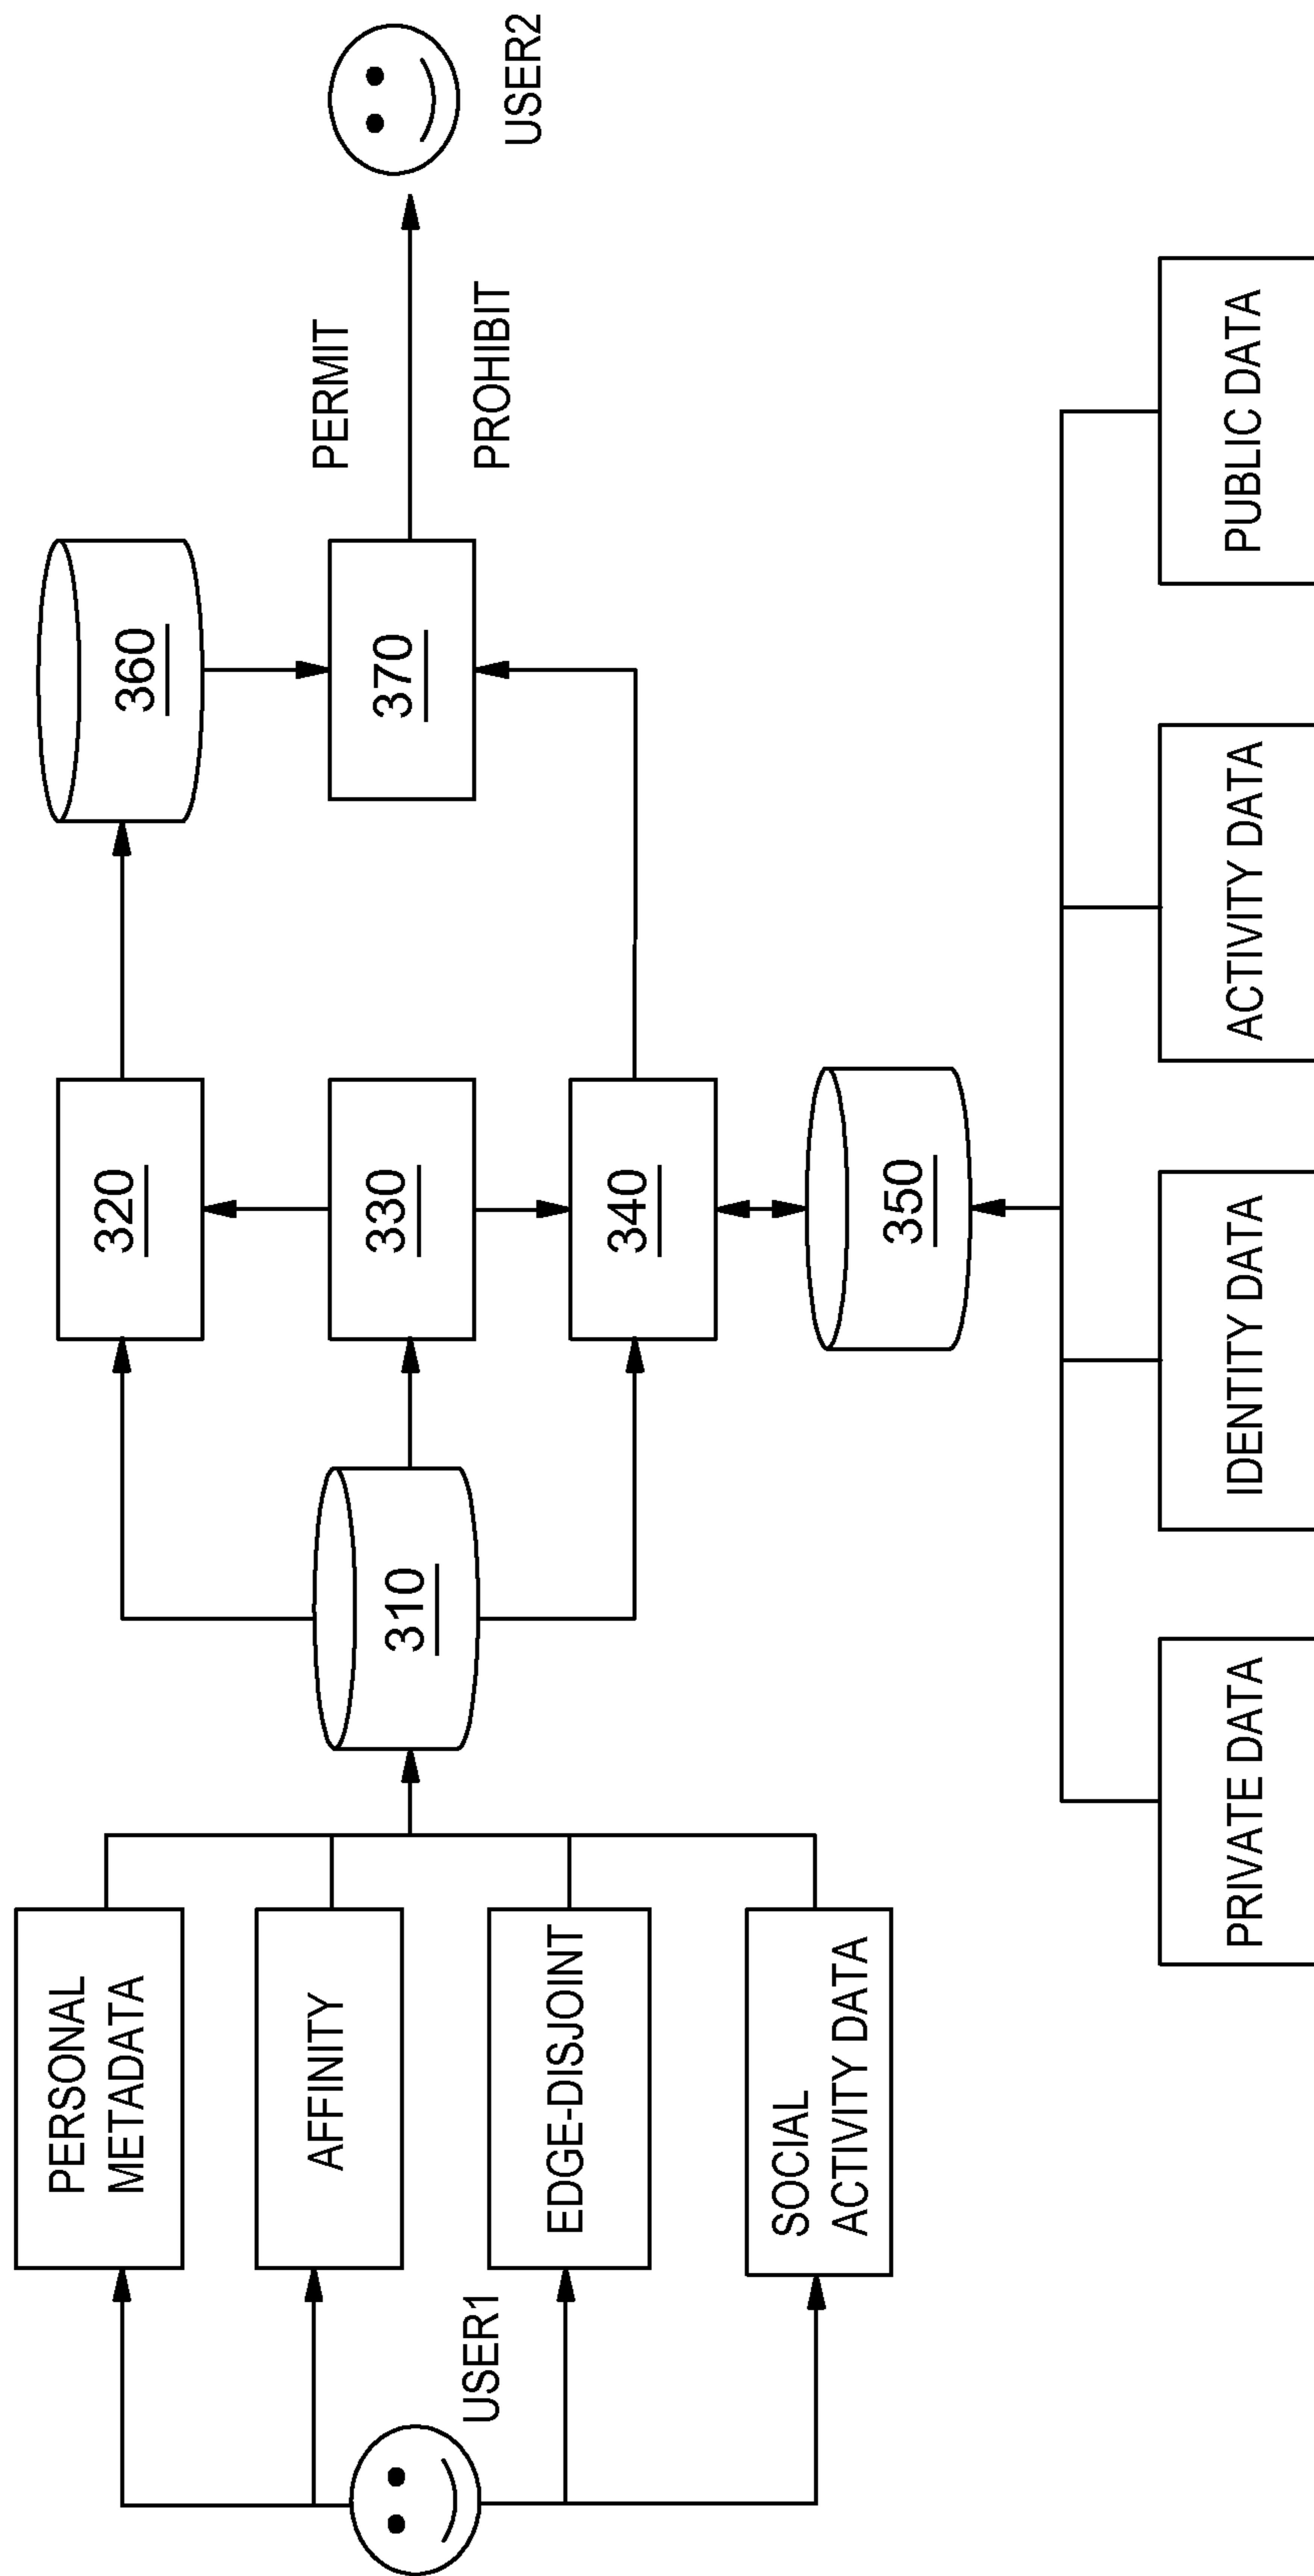 USER1
PERSONAL
METADATA
AFFINITY
EDGE-DISJOINT
SOCIAL
ACTIVITY DATA
310
320
330
340
350
360
370
PERMIT
PROHIBIT
USER2
PRIVATE DATA
IDENTITY DATA
ACTIVITY DATA
PUBLIC DATA